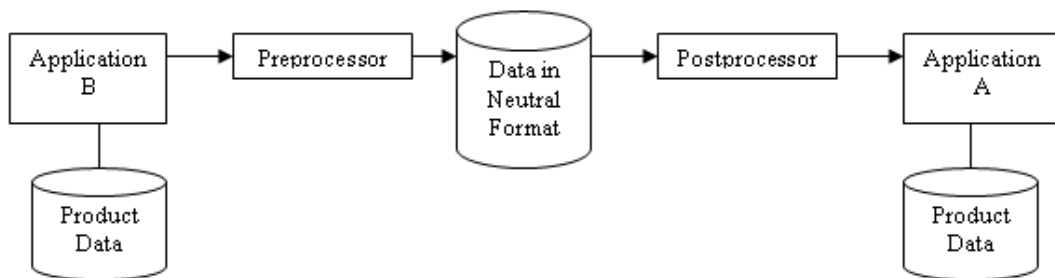 Application
B
Preprocessor
Data in
Neutral
Format
Postprocessor
Application
A
Product
Data
Product
Data